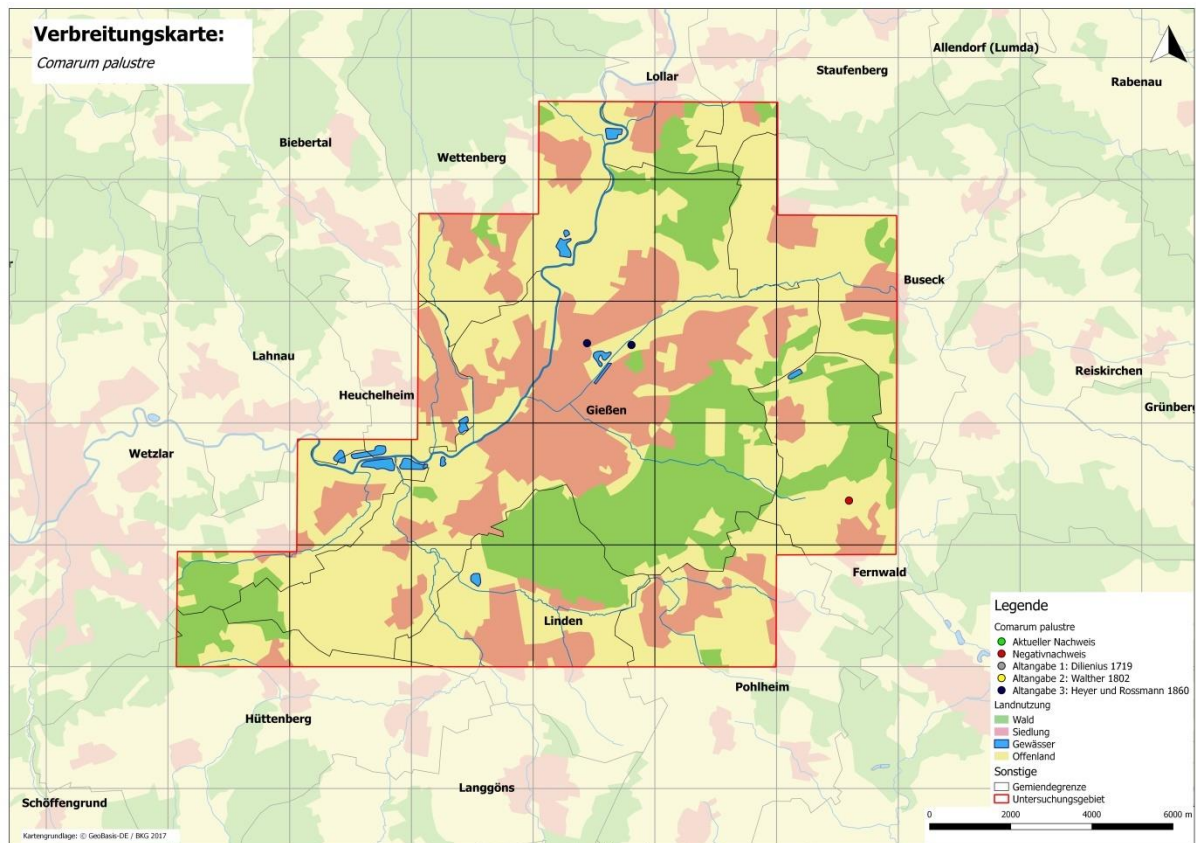 Verbreitungskarte:
Comarum palustre
Allendorf (Lumda)
Lollar
Staufenberg
Rabenau
Biebertal
Wettenberg
Buseck
Lahnau
Reiskirchen
Heuchelheim
Gießen
Grünberg
Wetzlar
Fernwald
Linden
Pohlheim
Hüttenberg
Langgöns
Schöffengrund
Legende
Comarum palustre
Aktueller Nachweis
Negativnachweis
Altangabe 1: Dilienius 1719
Altangabe 2: Walther 1802
Altangabe 3: Heyer und Rossmann 1860
Landnutzung
Wald
Siedlung
Gewässer
Offenland
Sonstige
Gemiendegrenze
Untersuchungsgebiet
0 2000 4000 6000 m
Kartengrundlage: © GeoBasis-DE / BKG 2017